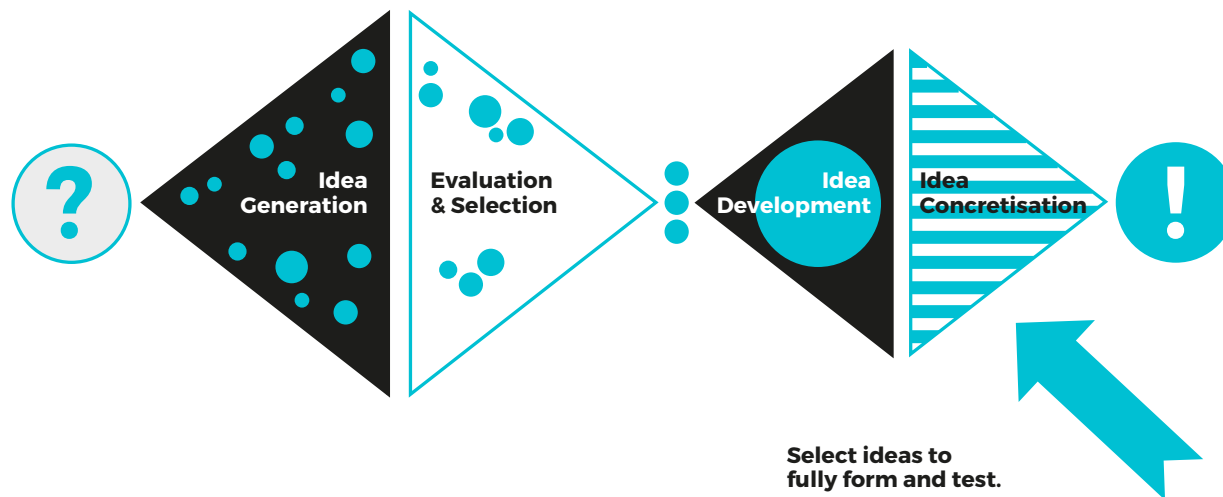 ?
Idea
Generation
Evaluation
& Selection
Idea
Development
Idea
Concretisation
!
Select ideas to
fully form and test.